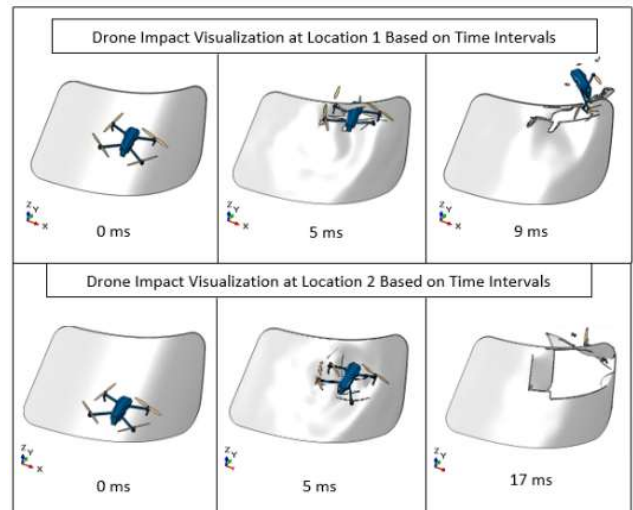 Drone Impact Visualization at Location 1 Based on Time Intervals
Z Y X
Z Y X
Z Y X
0 ms
5 ms
9 ms
Drone Impact Visualization at Location 2 Based on Time Intervals
Z Y X
Z Y
Z Y
0 ms
5 ms
17 ms